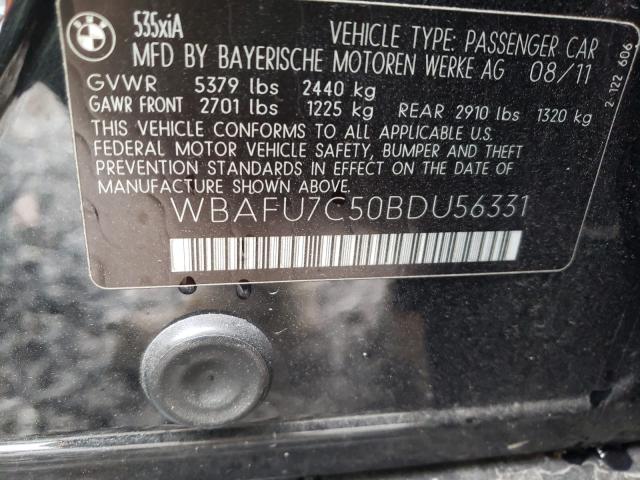 BMW
535xiA
VEHICLE TYPE: PASSENGER CAR
MFD BY BAYERISCHE MOTOREN WERKE AG 08/11
GVWR 5379 lbs 2440 kg
GAWR FRONT 2701 lbs 1225 kg REAR 2910 lbs 1320 kg
THIS VEHICLE CONFORMS TO ALL APPLICABLE U.S.
FEDERAL MOTOR VEHICLE SAFETY, BUMPER AND THEFT
PREVENTION STANDARDS IN EFFECT ON THE DATE OF
MANUFACTURE SHOWN ABOVE.
WBAFU7C50BDU56331
2-122 606